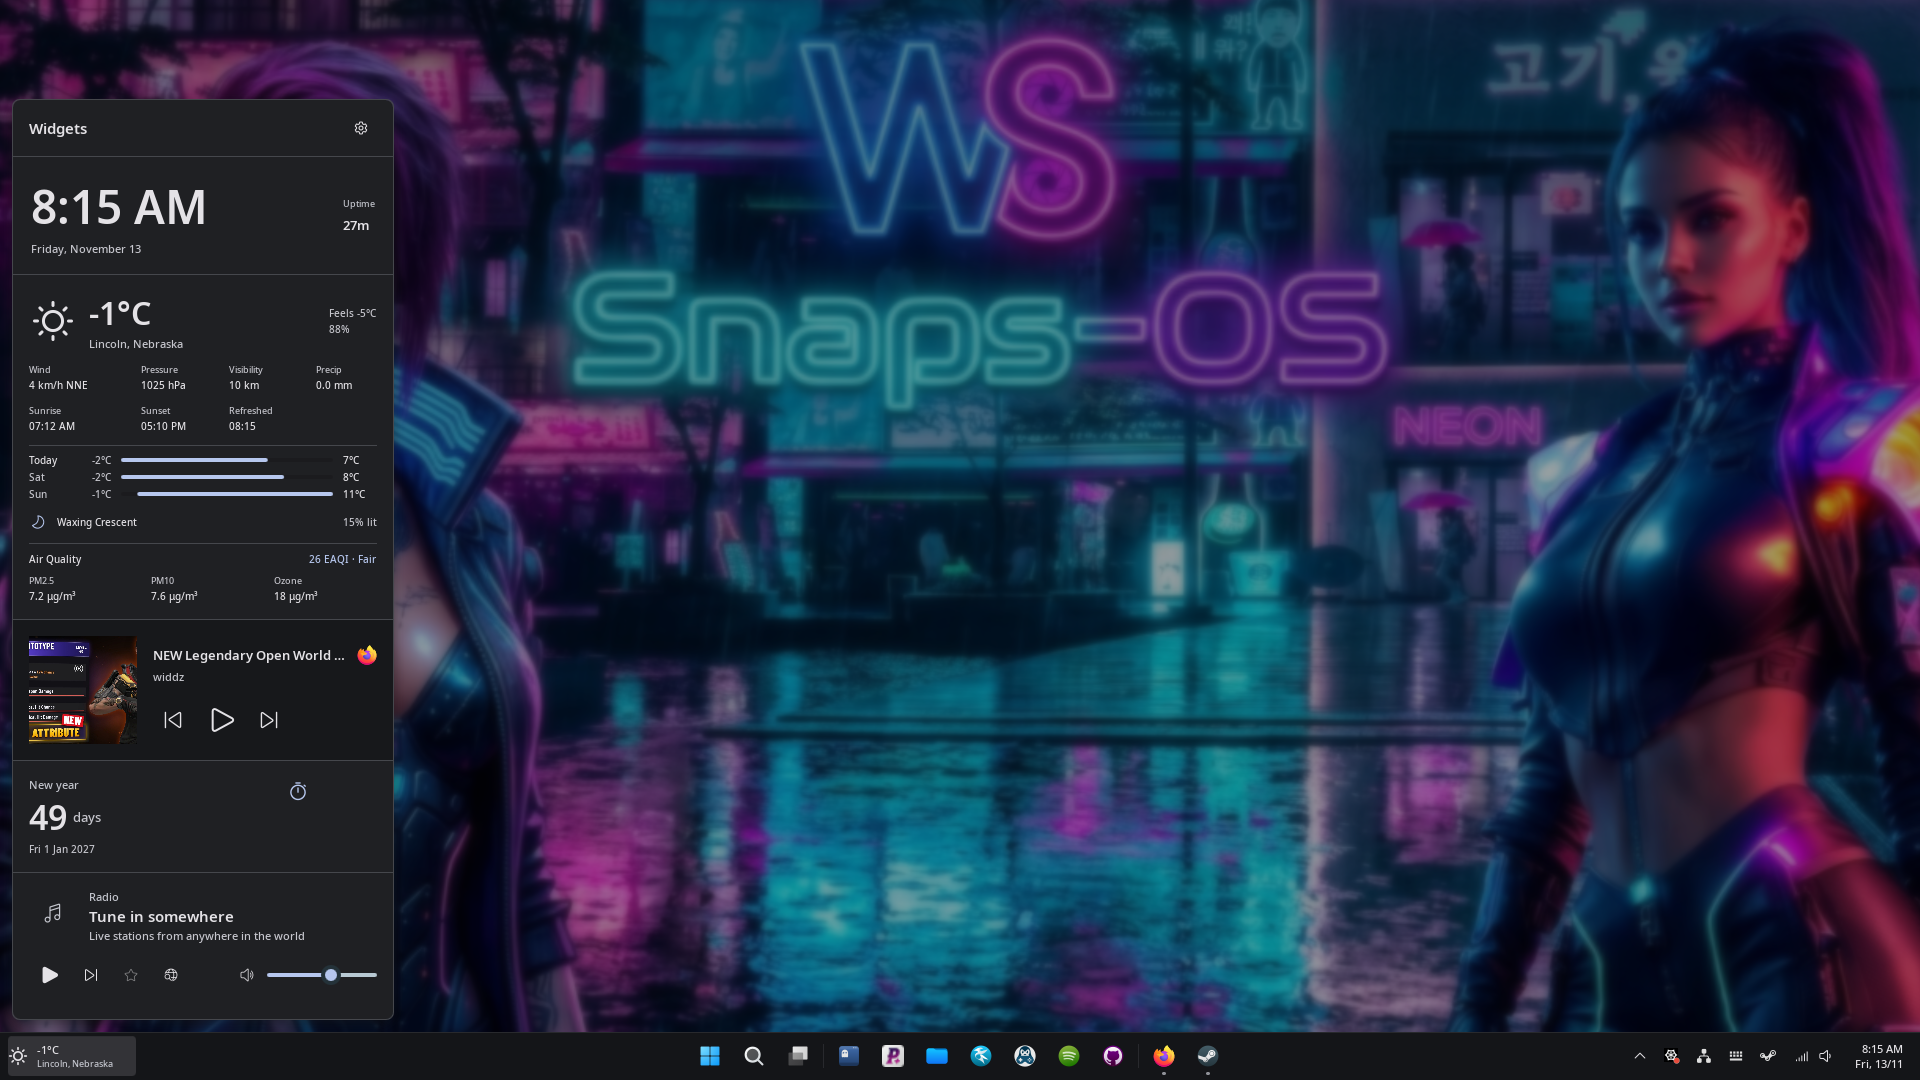 WS
Snaps-OS
왜!
위?
고기,
NEON
Widgets
8:15 AM
Friday, November 13
Uptime
27m
-1°C
Lincoln, Nebraska
Feels -5°C
88%
Wind Pressure Visibility Precip
4 km/h NNE 1025 hPa 10 km 0.0 mm
Sunrise Sunset Refreshed
07:12 AM 05:10 PM 08:15
Today -2°C 7°C
Sat -2°C 8°C
Sun -1°C 11°C
Waxing Crescent 15% lit
Air Quality 26 EAQI · Fair
PM2.5 PM10 Ozone
7.2 µg/m³ 7.6 µg/m³ 18 µg/m³
NEW
ATTRIBUTE
NEW Legendary Open World ...
widdz
New year
49 days
Fri 1 Jan 2027
Radio
Tune in somewhere
Live stations from anywhere in the world
-1°C
Lincoln, Nebraska
8:15 AM
Fri, 13/11